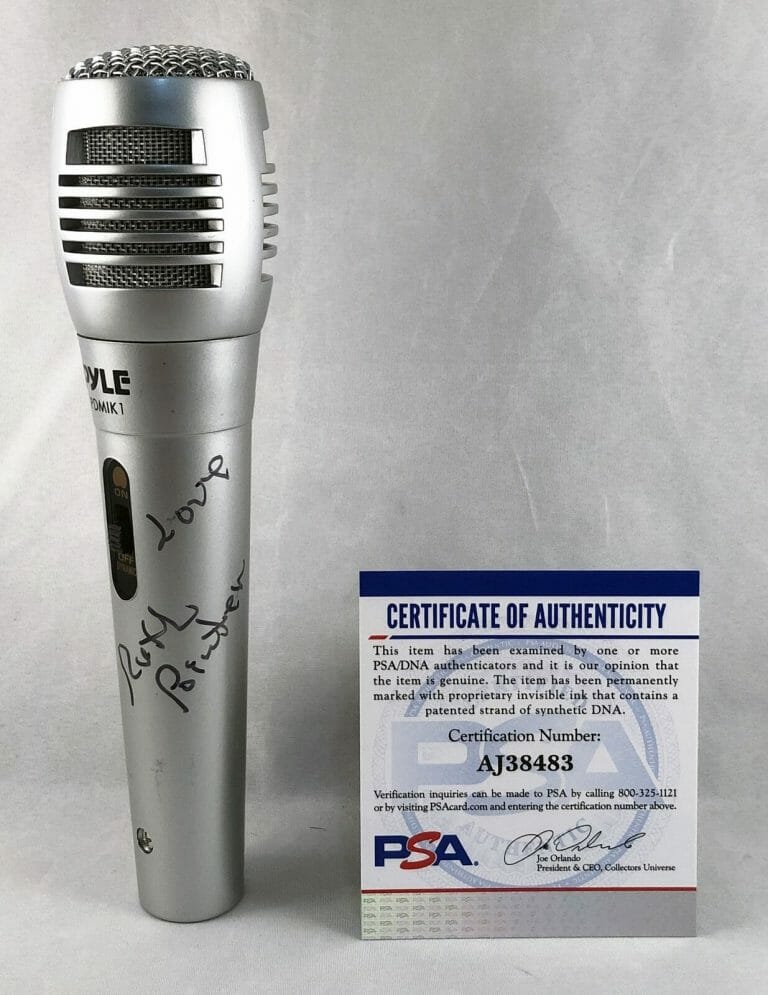 PYLE
PDMIK1
ON
OFF
Love
Ruth
Pointer
CERTIFICATE OF AUTHENTICITY
This item has been examined by one or more
PSA/DNA authenticators and it is our opinion that
the item is genuine. The item has been permanently
marked with proprietary invisible ink that contains a
patented strand of synthetic DNA.
Certification Number:
AJ38483
Verification inquiries can be made to PSA by calling 800-325-1121
or by visiting PSAcard.com and entering the certification number above.
PSA.
Joe Orlando
President & CEO, Collectors Universe